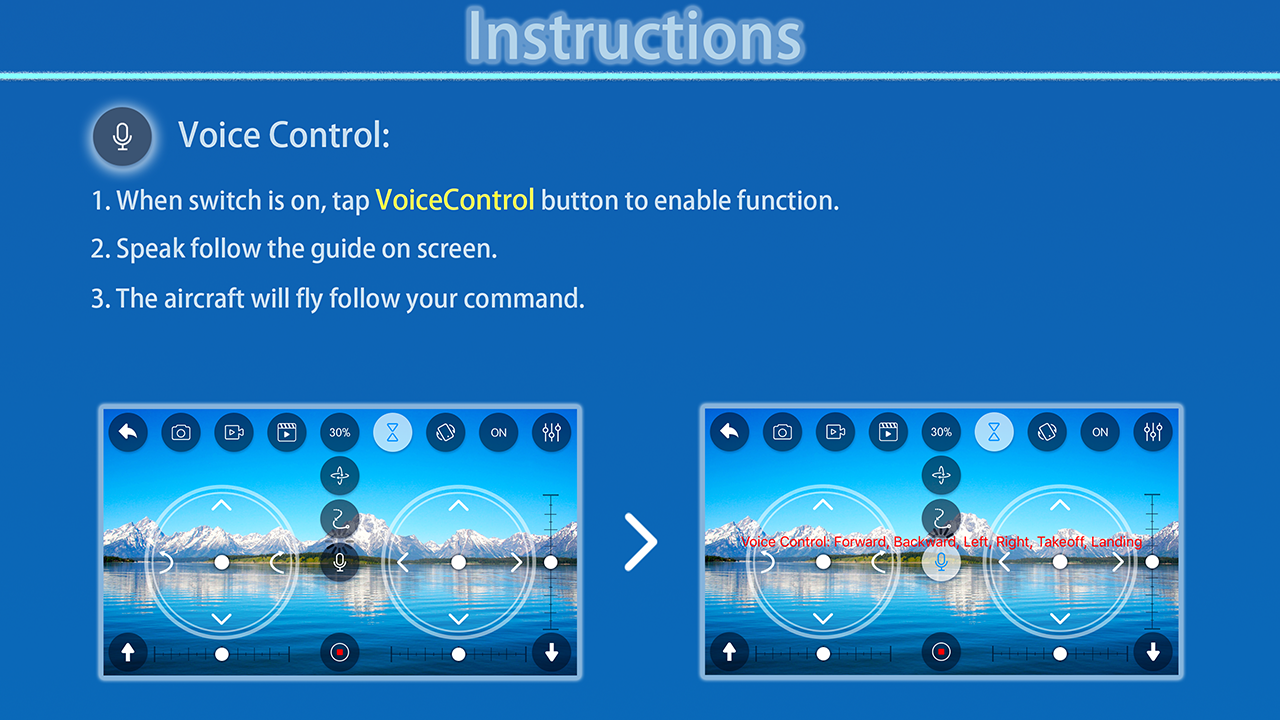 Instructions
Voice Control:
1. When switch is on, tap VoiceControl button to enable function.
2. Speak follow the guide on screen.
3. The aircraft will fly follow your command.
30% ON
30% ON
Voice Control: Forward, Backward, Left, Right, Takeoff, Landing